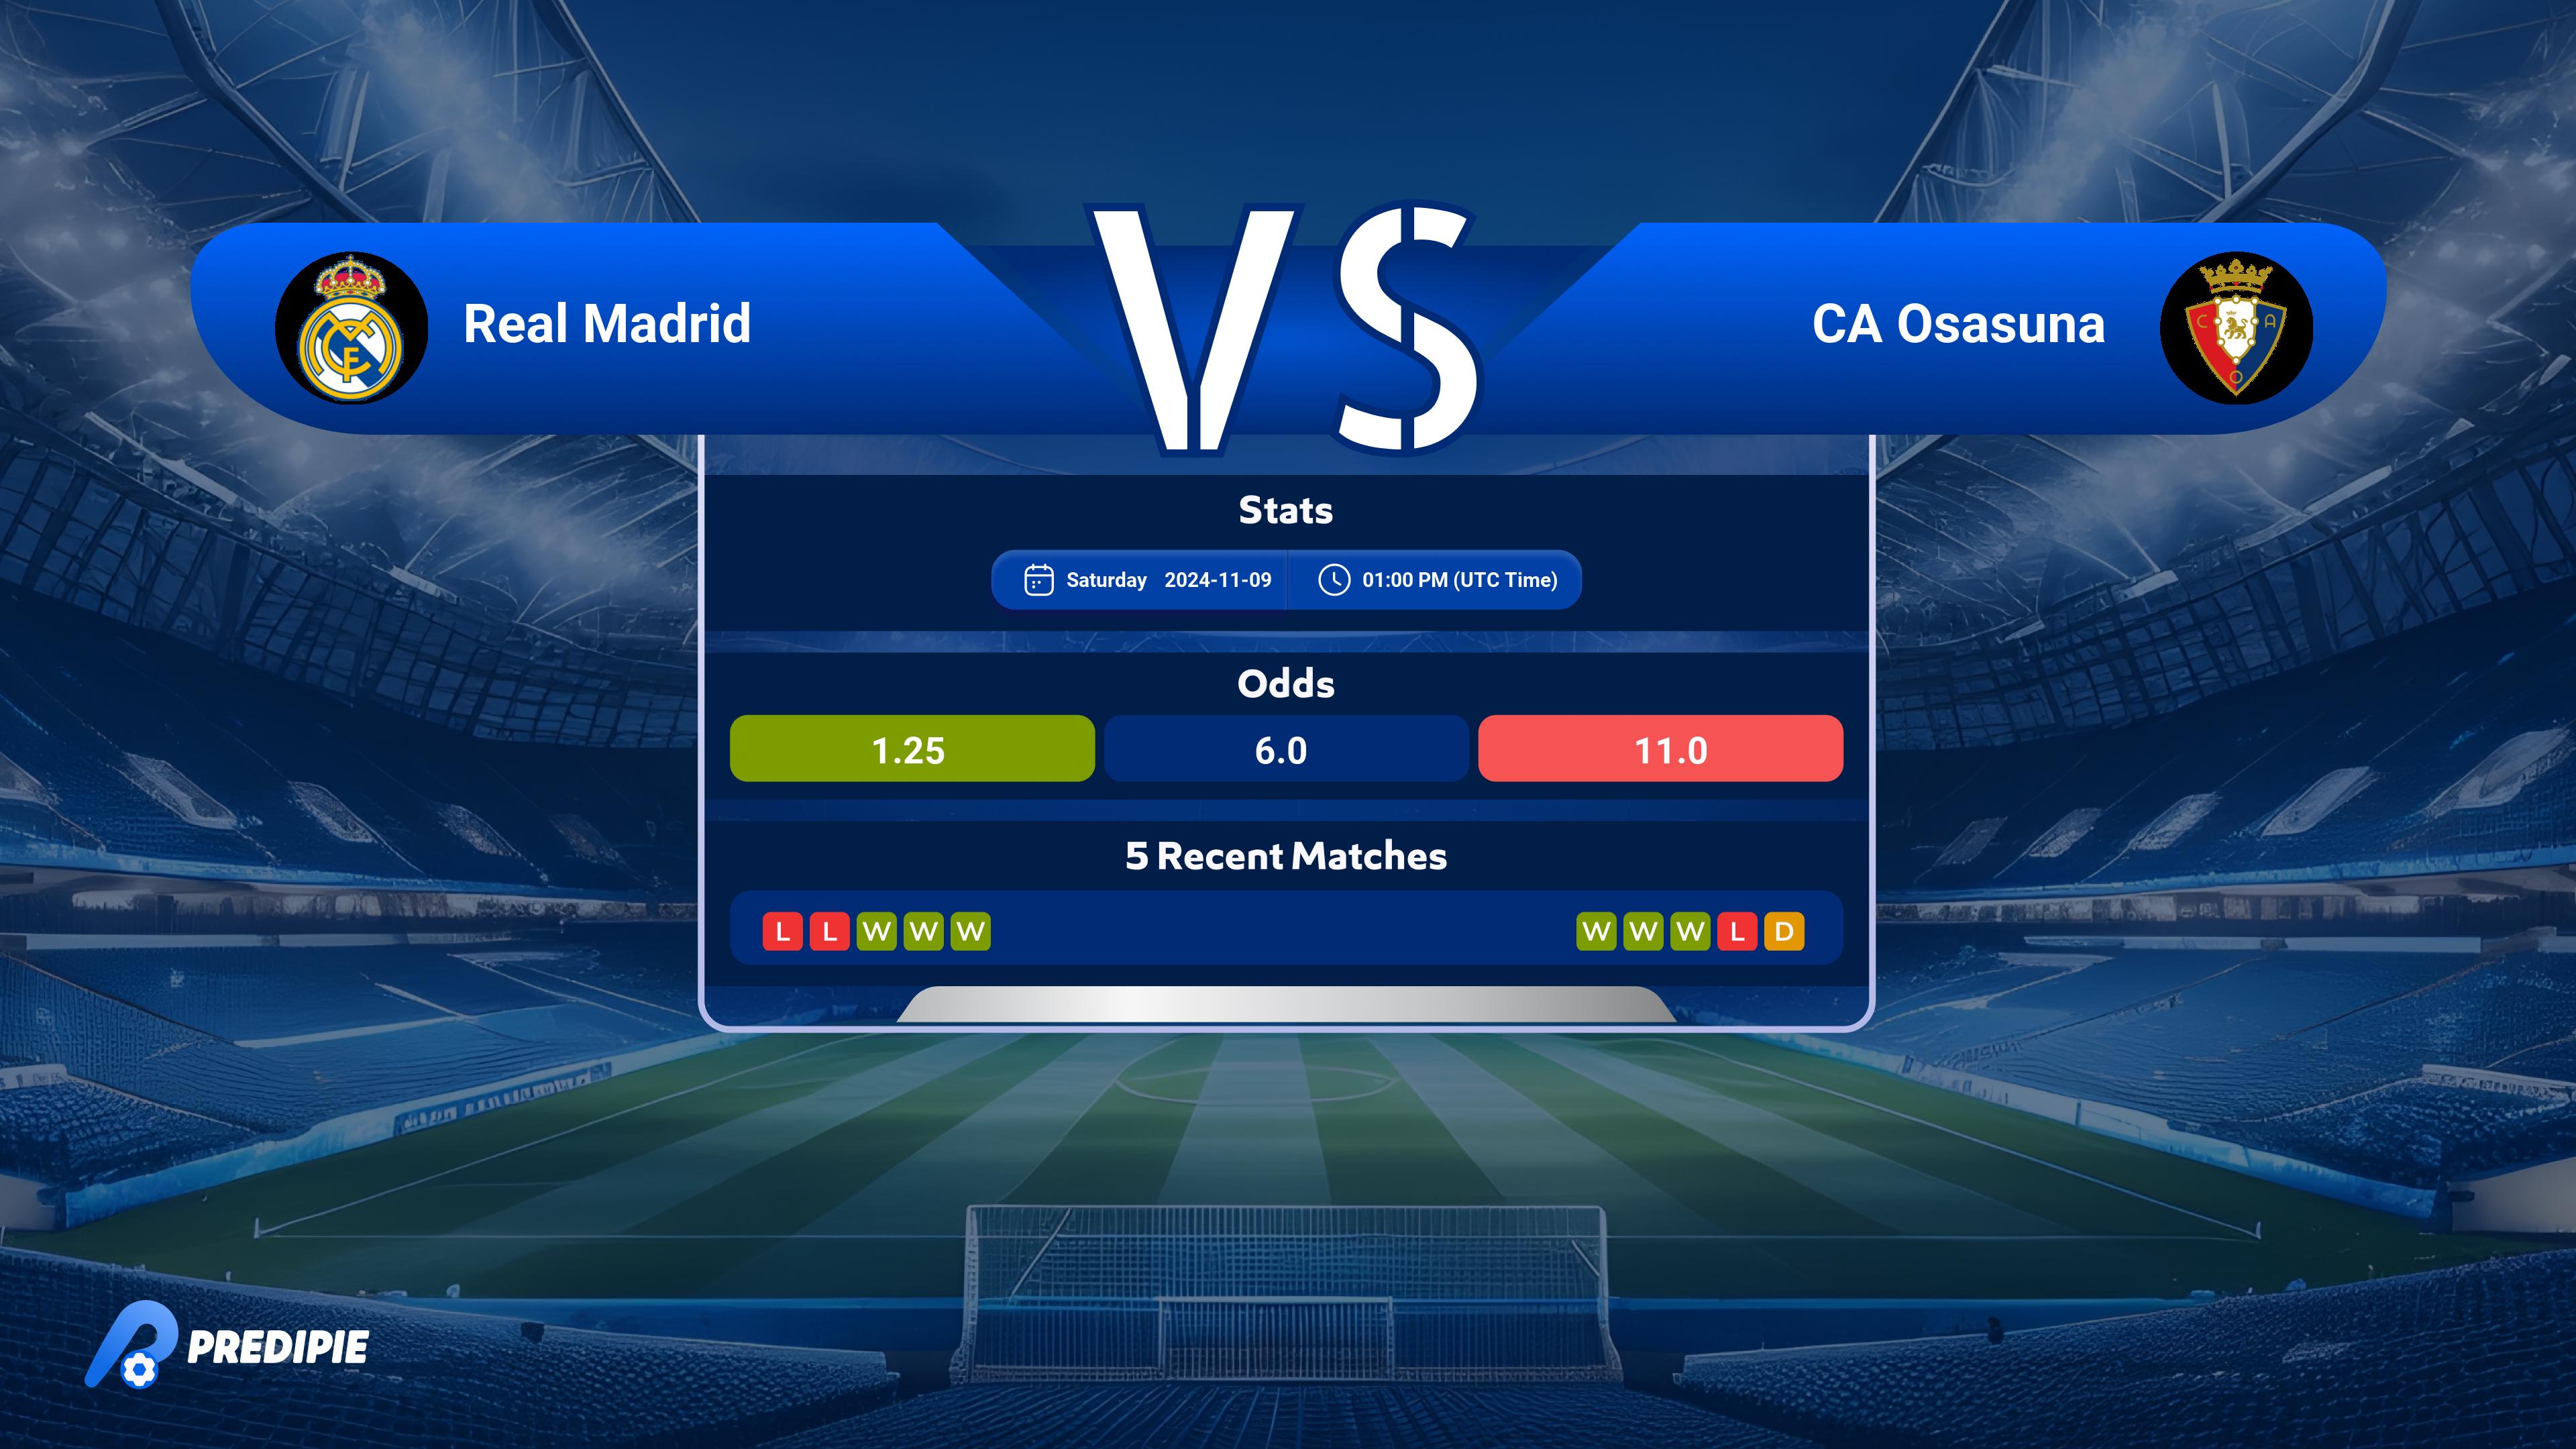 VS
Real Madrid
CA Osasuna
Stats
Saturday 2024-11-09 01:00 PM (UTC Time)
Odds
1.25 6.0 11.0
5 Recent Matches
L L W W W W W W L D
PREDIPIE